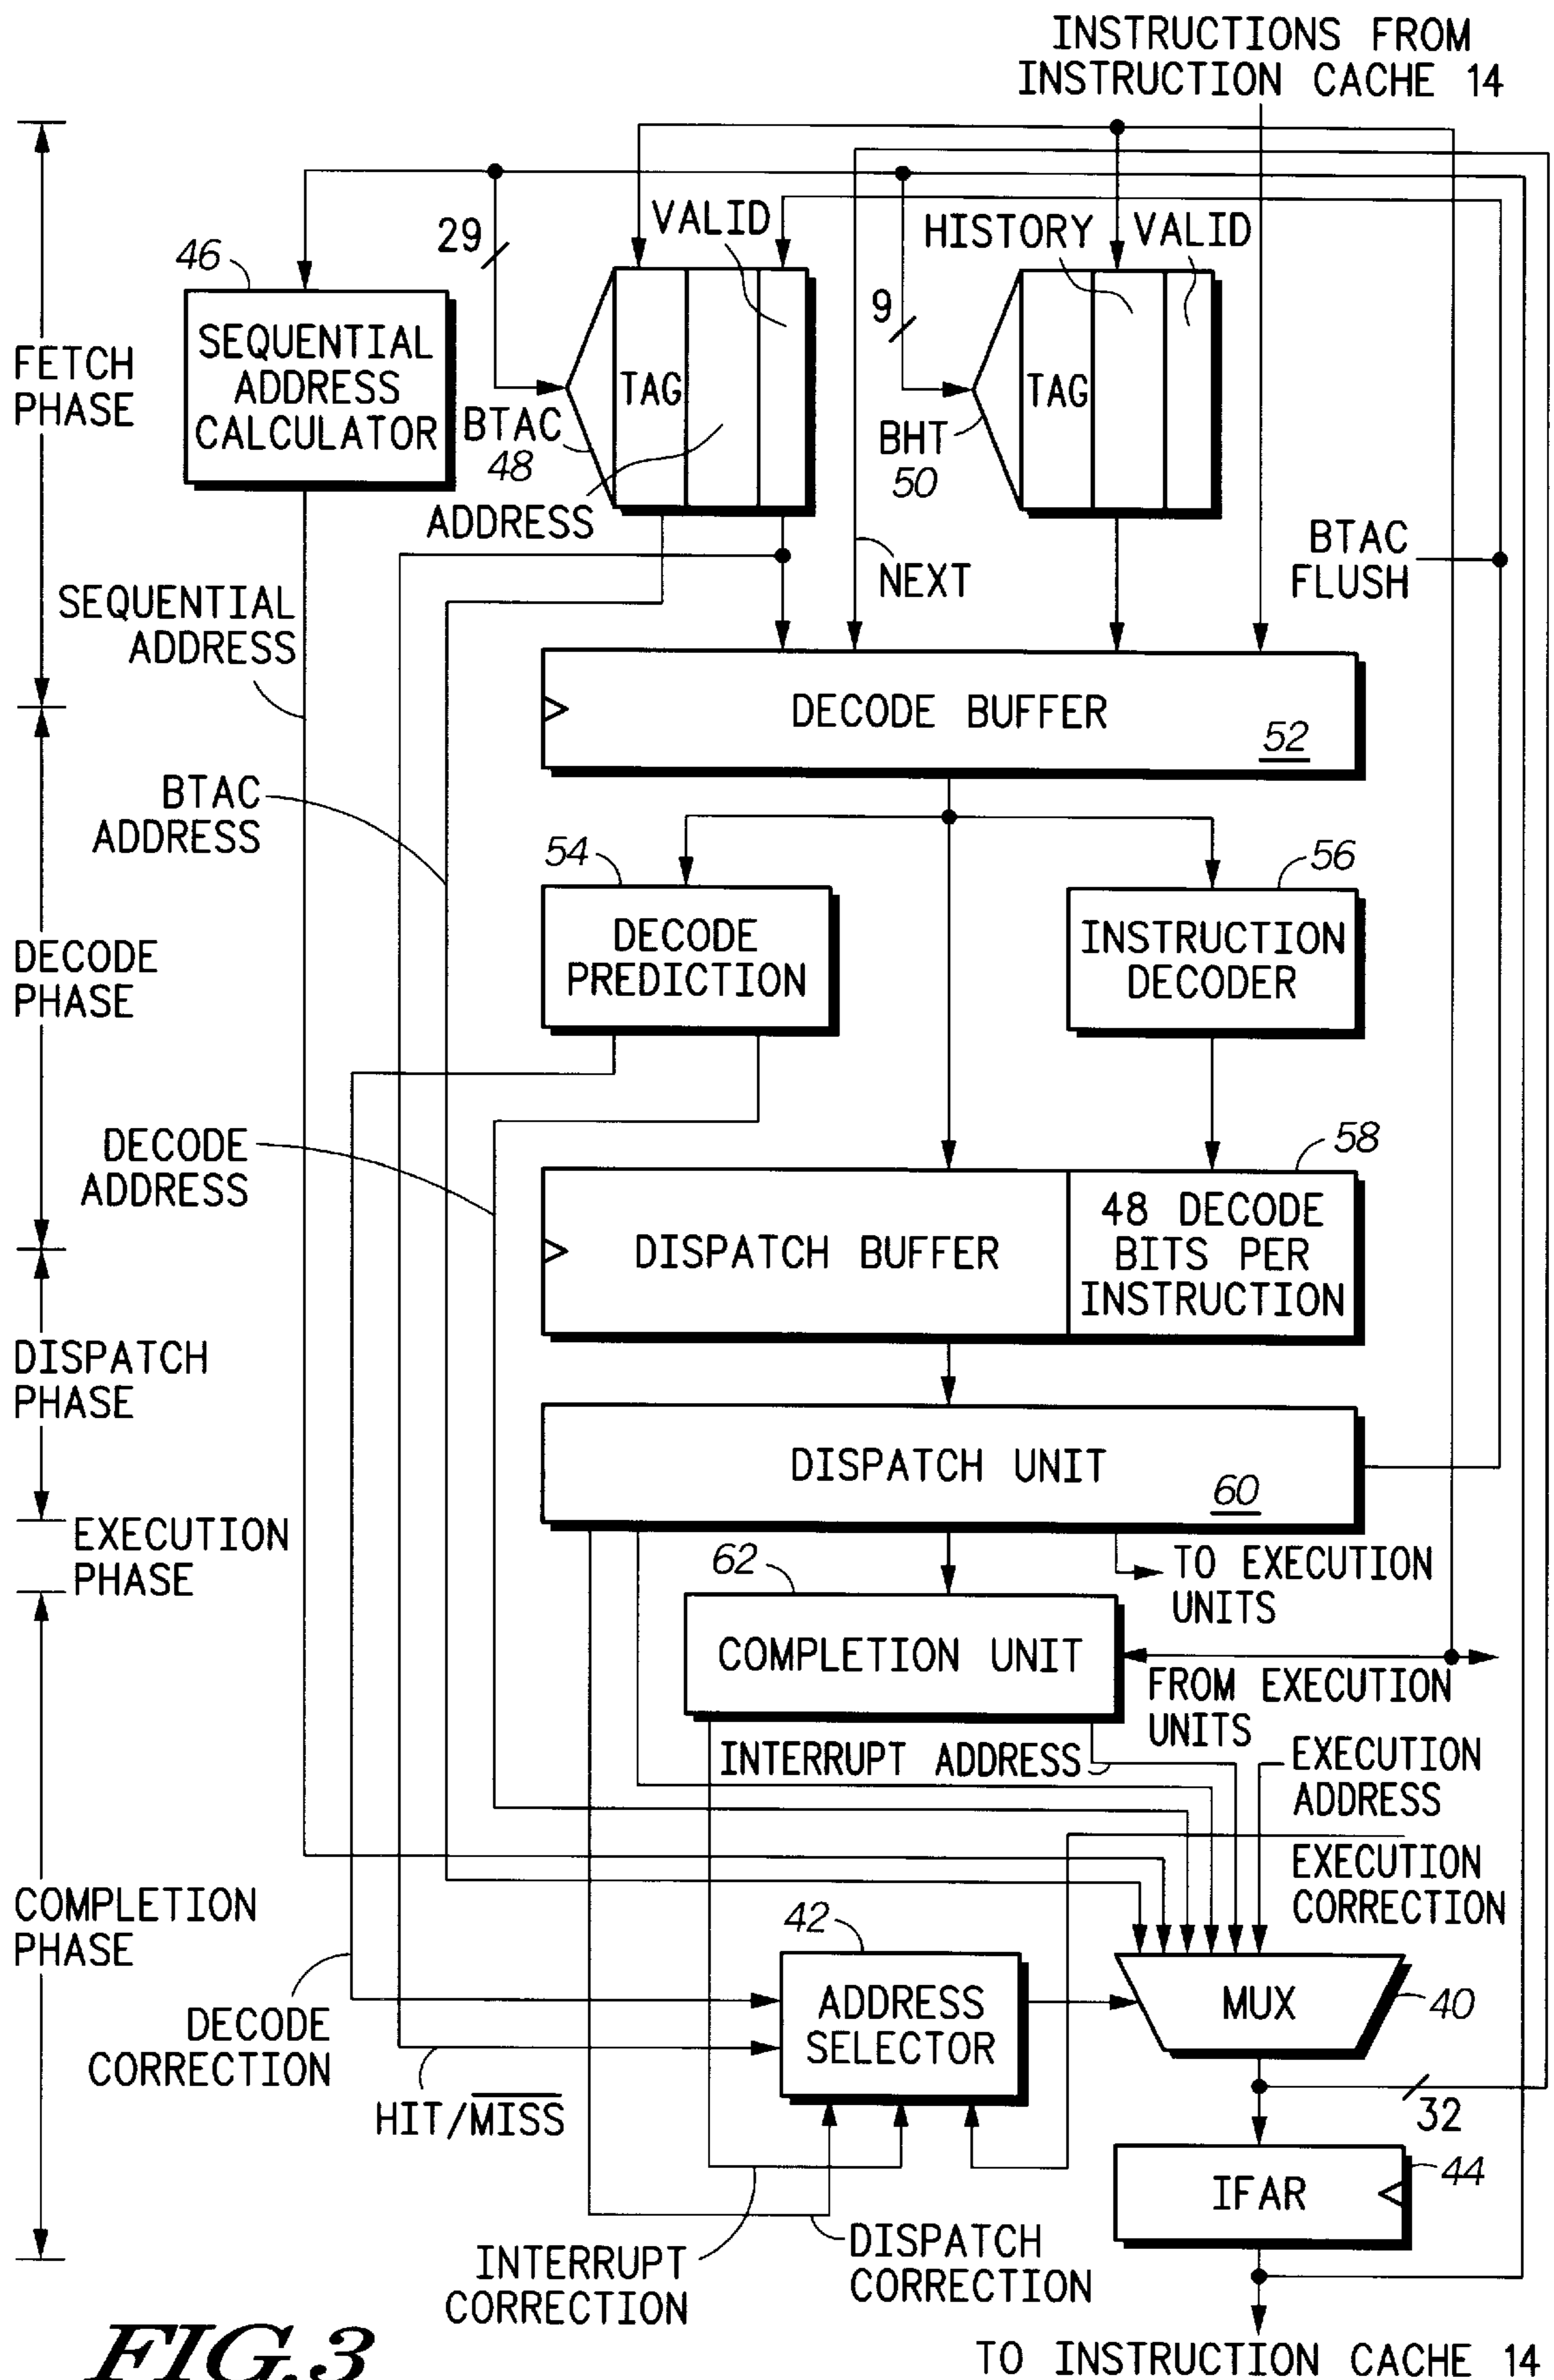 INSTRUCTIONS FROM
INSTRUCTION CACHE 14
29
VALID
HISTORY
VALID
46
9
SEQUENTIAL
ADDRESS
CALCULATOR
FETCH
PHASE
TAG
TAG
BTAC
48
BHT
50
ADDRESS
BTAC
FLUSH
NEXT
SEQUENTIAL
ADDRESS
DECODE BUFFER
52
BTAC
ADDRESS
54
56
DECODE
PREDICTION
INSTRUCTION
DECODER
DECODE
PHASE
DECODE
ADDRESS
58
DISPATCH BUFFER
48 DECODE
BITS PER
INSTRUCTION
DISPATCH
PHASE
DISPATCH UNIT
60
EXECUTION
PHASE
62
TO EXECUTION
UNITS
COMPLETION UNIT
FROM EXECUTION
UNITS
INTERRUPT ADDRESS
EXECUTION
ADDRESS
EXECUTION
CORRECTION
COMPLETION
PHASE
42
ADDRESS
SELECTOR
MUX
40
DECODE
CORRECTION
HIT/MISS
32
IFAR
44
INTERRUPT
CORRECTION
DISPATCH
CORRECTION
FIG.3
TO INSTRUCTION CACHE 14